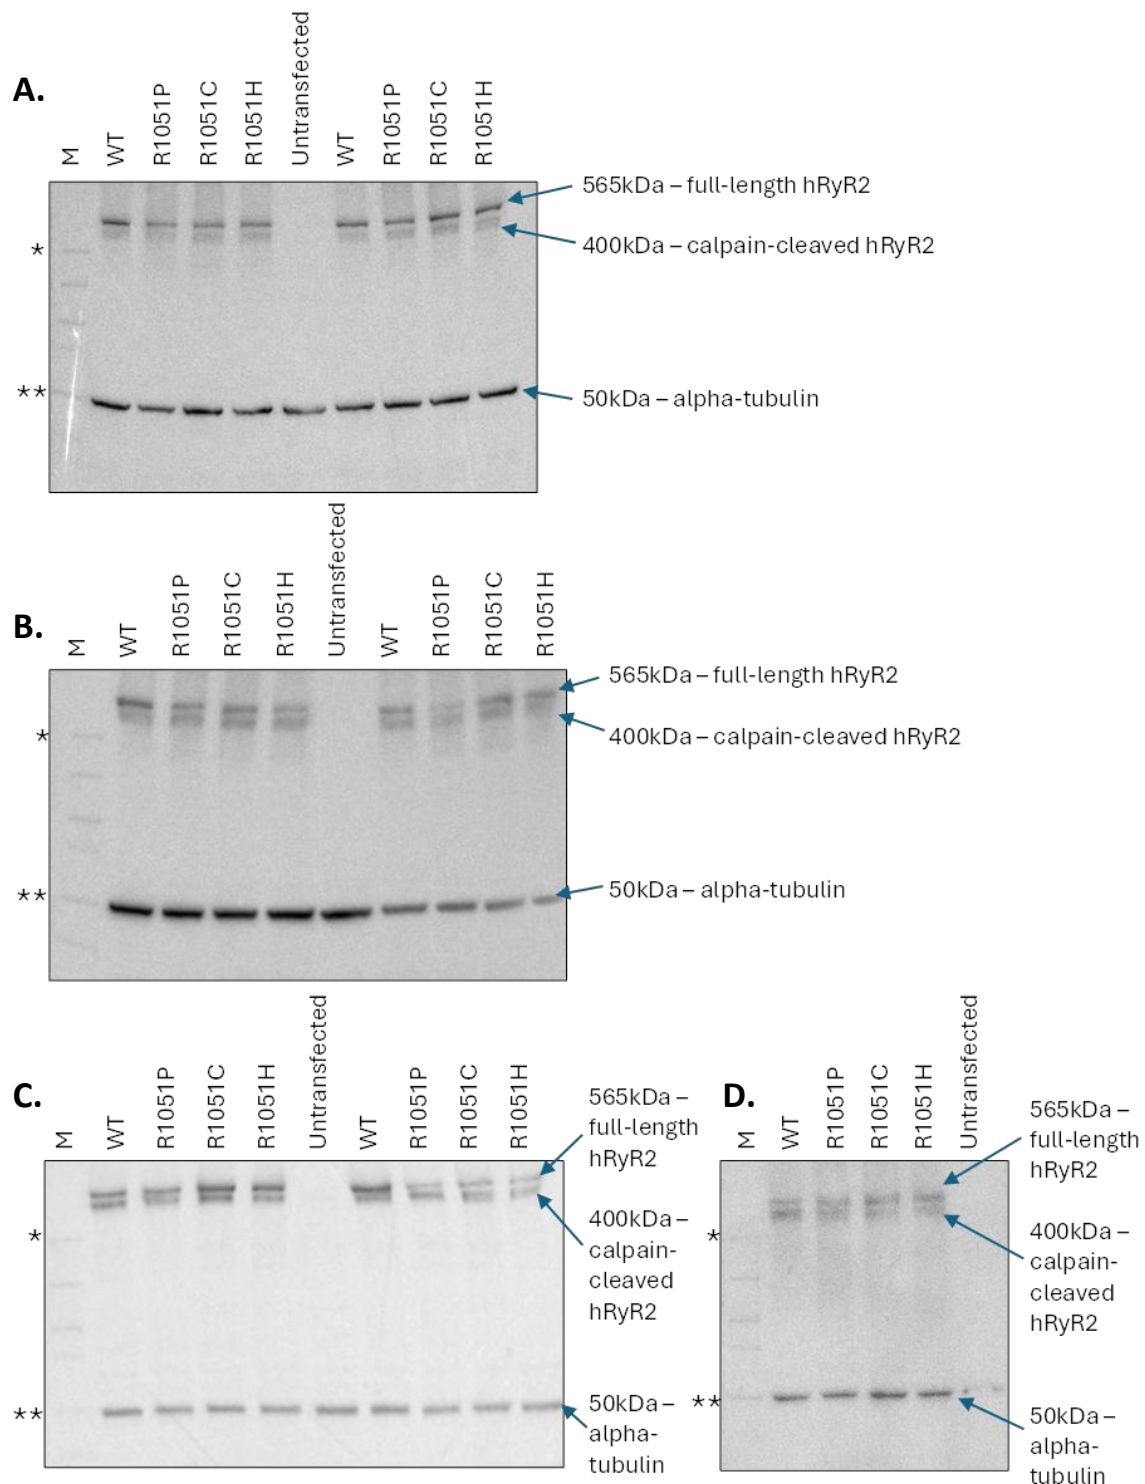 A.
M
WT
R1051P
R1051C
R1051H
Untransfected
WT
R1051P
R1051C
R1051H
565kDa – full-length hRyR2
*
400kDa – calpain-cleaved hRyR2
**
50kDa – alpha-tubulin
B.
M
WT
R1051P
R1051C
R1051H
Untransfected
WT
R1051P
R1051C
R1051H
565kDa – full-length hRyR2
*
400kDa – calpain-cleaved hRyR2
**
50kDa – alpha-tubulin
C.
M
WT
R1051P
R1051C
R1051H
Untransfected
WT
R1051P
R1051C
R1051H
565kDa –
full-length
hRyR2
*
400kDa –
calpain-
cleaved
hRyR2
**
50kDa –
alpha-
tubulin
D.
M
WT
R1051P
R1051C
R1051H
Untransfected
565kDa –
full-length
hRyR2
*
400kDa –
calpain-
cleaved
hRyR2
**
50kDa –
alpha-
tubulin